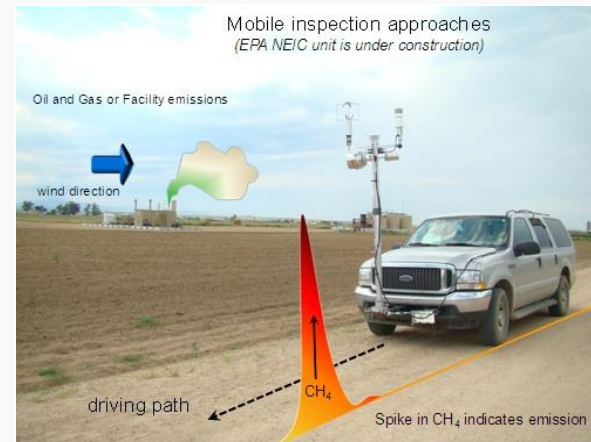 Mobile inspection approaches
(EPA NEIC unit is under construction)
Oil and Gas or Facility emissions
wind direction
CH₄
driving path
Spike in CH₄ indicates emission